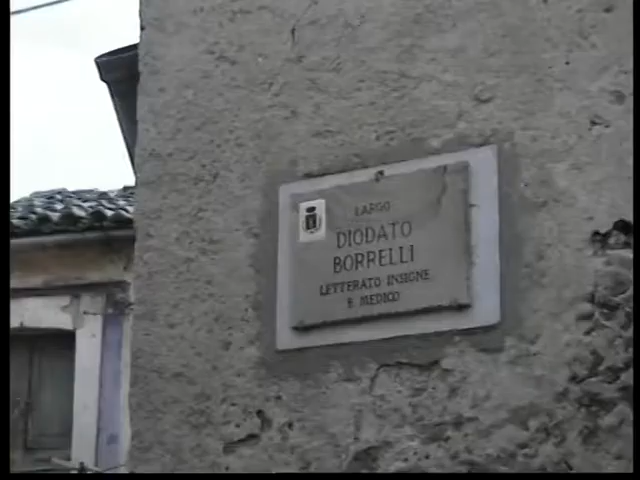 LARGO
DIODATO
BORRELLI
LETTERATO INSIGNE
E MEDICO